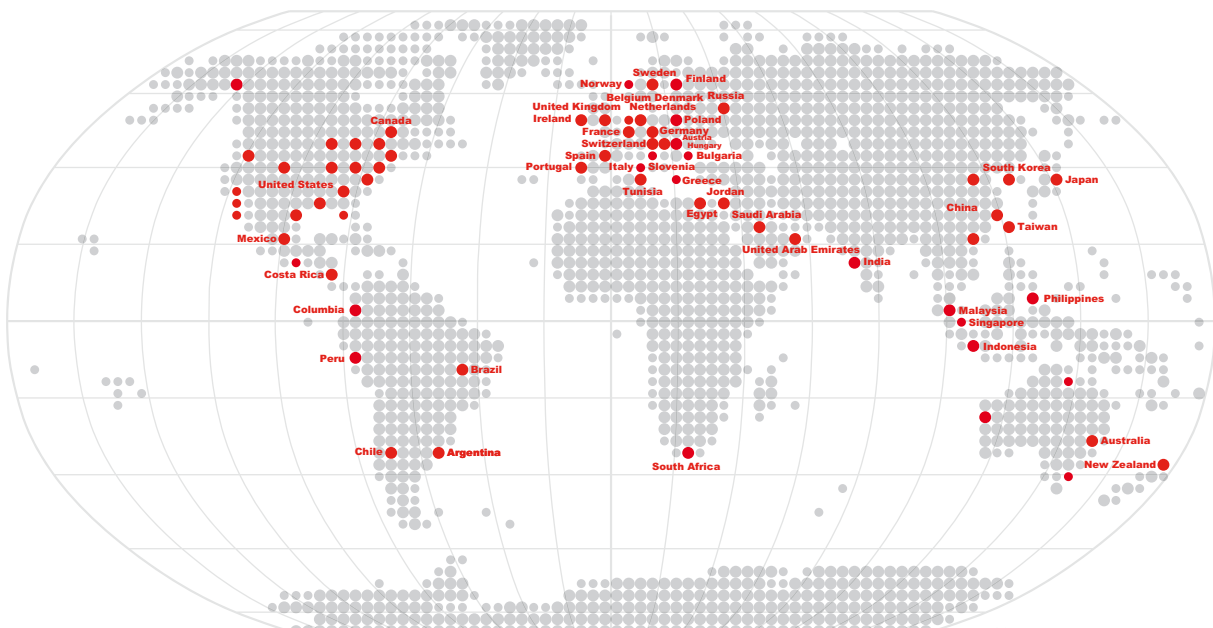 Sweden
Norway
Finland
Belgium Denmark
Russia
United Kingdom
Netherlands
Ireland
Poland
Canada
France
Germany
Austria
Switzerland
Hungary
Spain
Bulgaria
Portugal
Italy
Slovenia
South Korea
Greece
Japan
United States
Tunisia
Jordan
Egypt
Saudi Arabia
China
Taiwan
Mexico
United Arab Emirates
India
Costa Rica
Philippines
Columbia
Malaysia
Singapore
Indonesia
Peru
Brazil
Australia
Chile
Argentina
New Zealand
South Africa